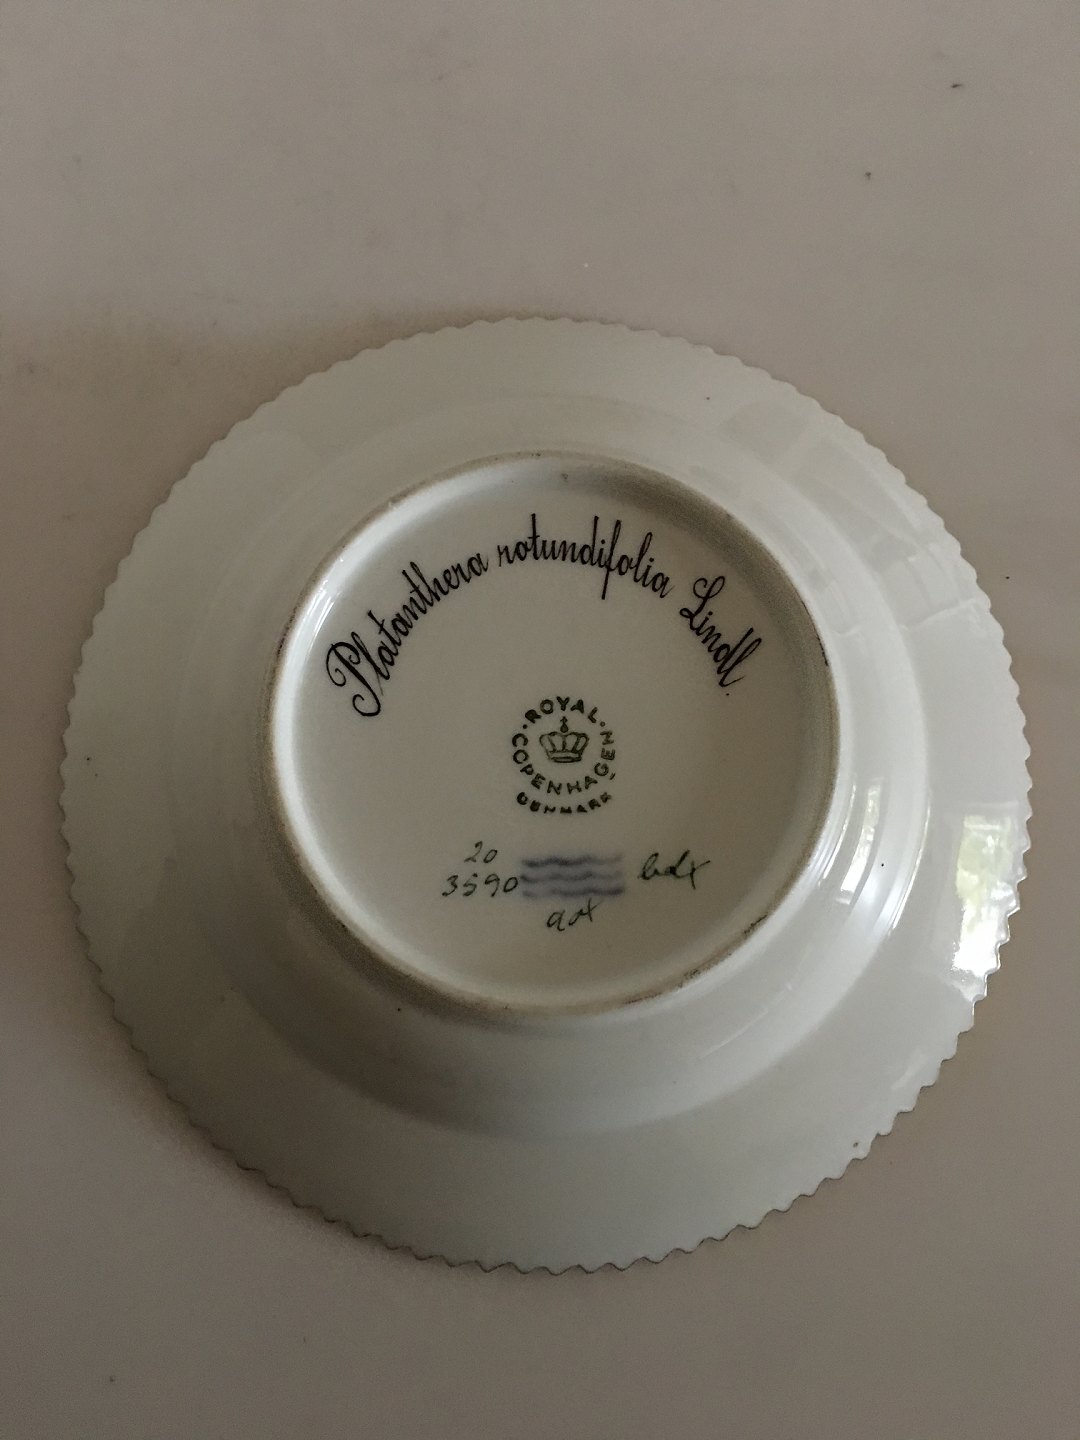 Platanthera rotundifolia Lindl.
ROYAL
COPENHAGEN
DENMARK
20
3590